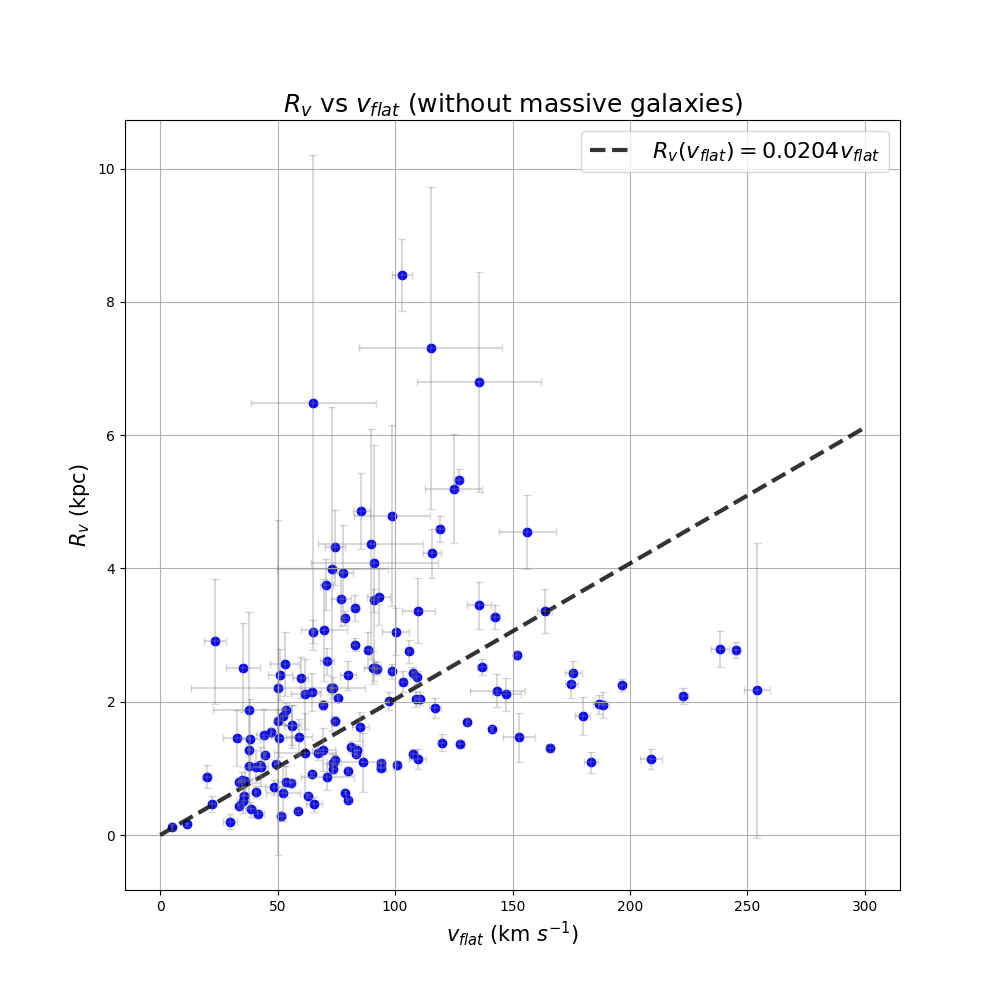 R_v vs v_flat (without massive galaxies)
R_v(v_flat) = 0.0204v_flat
10
8
6
4
2
0
R_v (kpc)
0 50 100 150 200 250 300
v_flat (km s^{-1})